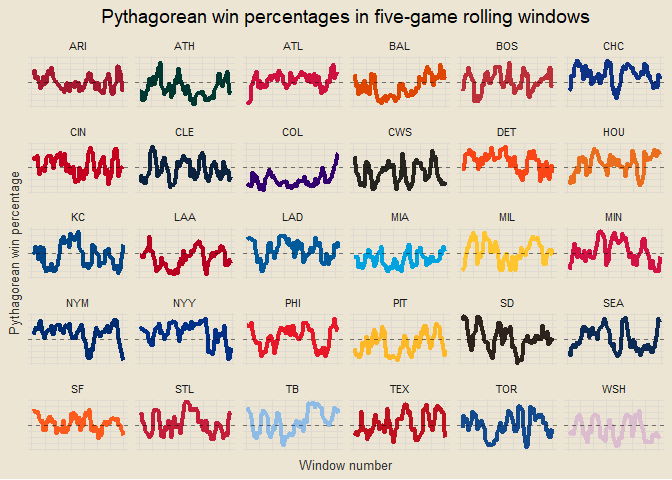 Pythagorean win percentages in five-game rolling windows
ARI ATH ATL BAL BOS CHC
CIN CLE COL CWS DET HOU
KC LAA LAD MIA MIL MIN
NYM NYY PHI PIT SD SEA
SF STL TB TEX TOR WSH
Pythagorean win percentage
Window number